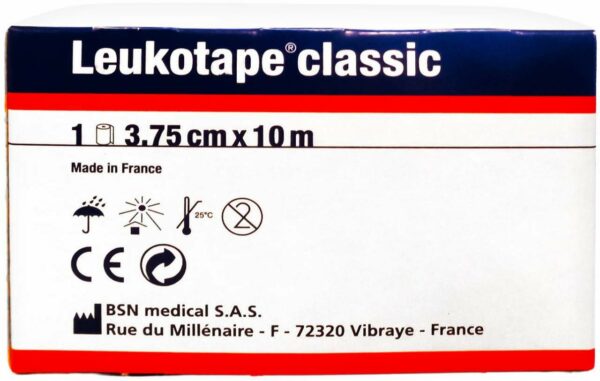 Leukotape® classic
1 3.75 cm x 10 m
Made in France
25°C
2
CE
BSN medical S.A.S.
Rue du Millénaire - F - 72320 Vibraye - France